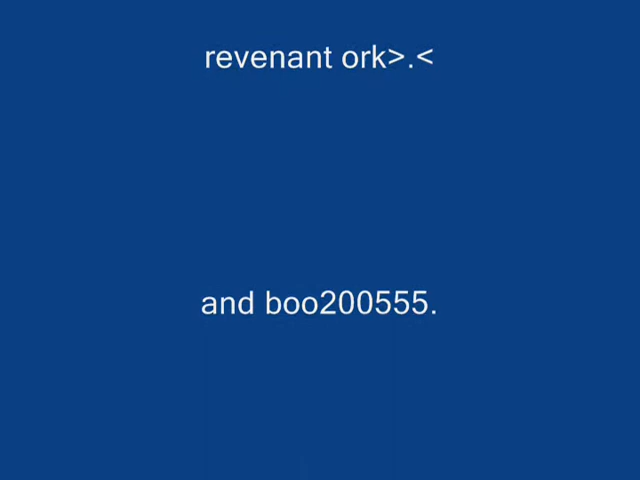 revenant ork>.<
and boo200555.